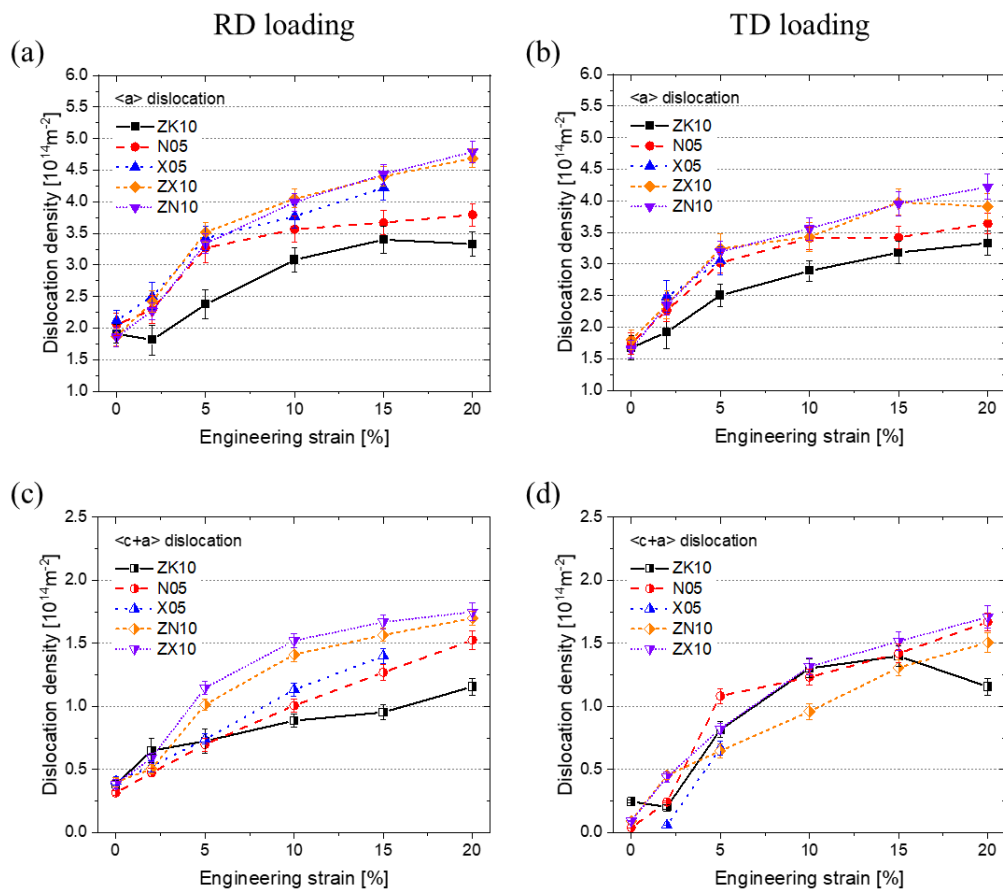 RD loading
TD loading
(a)
6.0
5.5
5.0
4.5
4.0
3.5
3.0
2.5
2.0
1.5
1.0
Dislocation density [10¹⁴m⁻²]
<a> dislocation
ZK10
N05
X05
ZX10
ZN10
0 5 10 15 20
Engineering strain [%]
(b)
6.0
5.5
5.0
4.5
4.0
3.5
3.0
2.5
2.0
1.5
1.0
Dislocation density [10¹⁴m⁻²]
<a> dislocation
ZK10
N05
X05
ZX10
ZN10
0 5 10 15 20
Engineering strain [%]
(c)
2.5
2.0
1.5
1.0
0.5
0.0
Dislocation density [10¹⁴m⁻²]
<c+a> dislocation
ZK10
N05
X05
ZN10
ZX10
0 5 10 15 20
Engineering strain [%]
(d)
2.5
2.0
1.5
1.0
0.5
0.0
Dislocation density [10¹⁴m⁻²]
<c+a> dislocation
ZK10
N05
X05
ZN10
ZX10
0 5 10 15 20
Engineering strain [%]